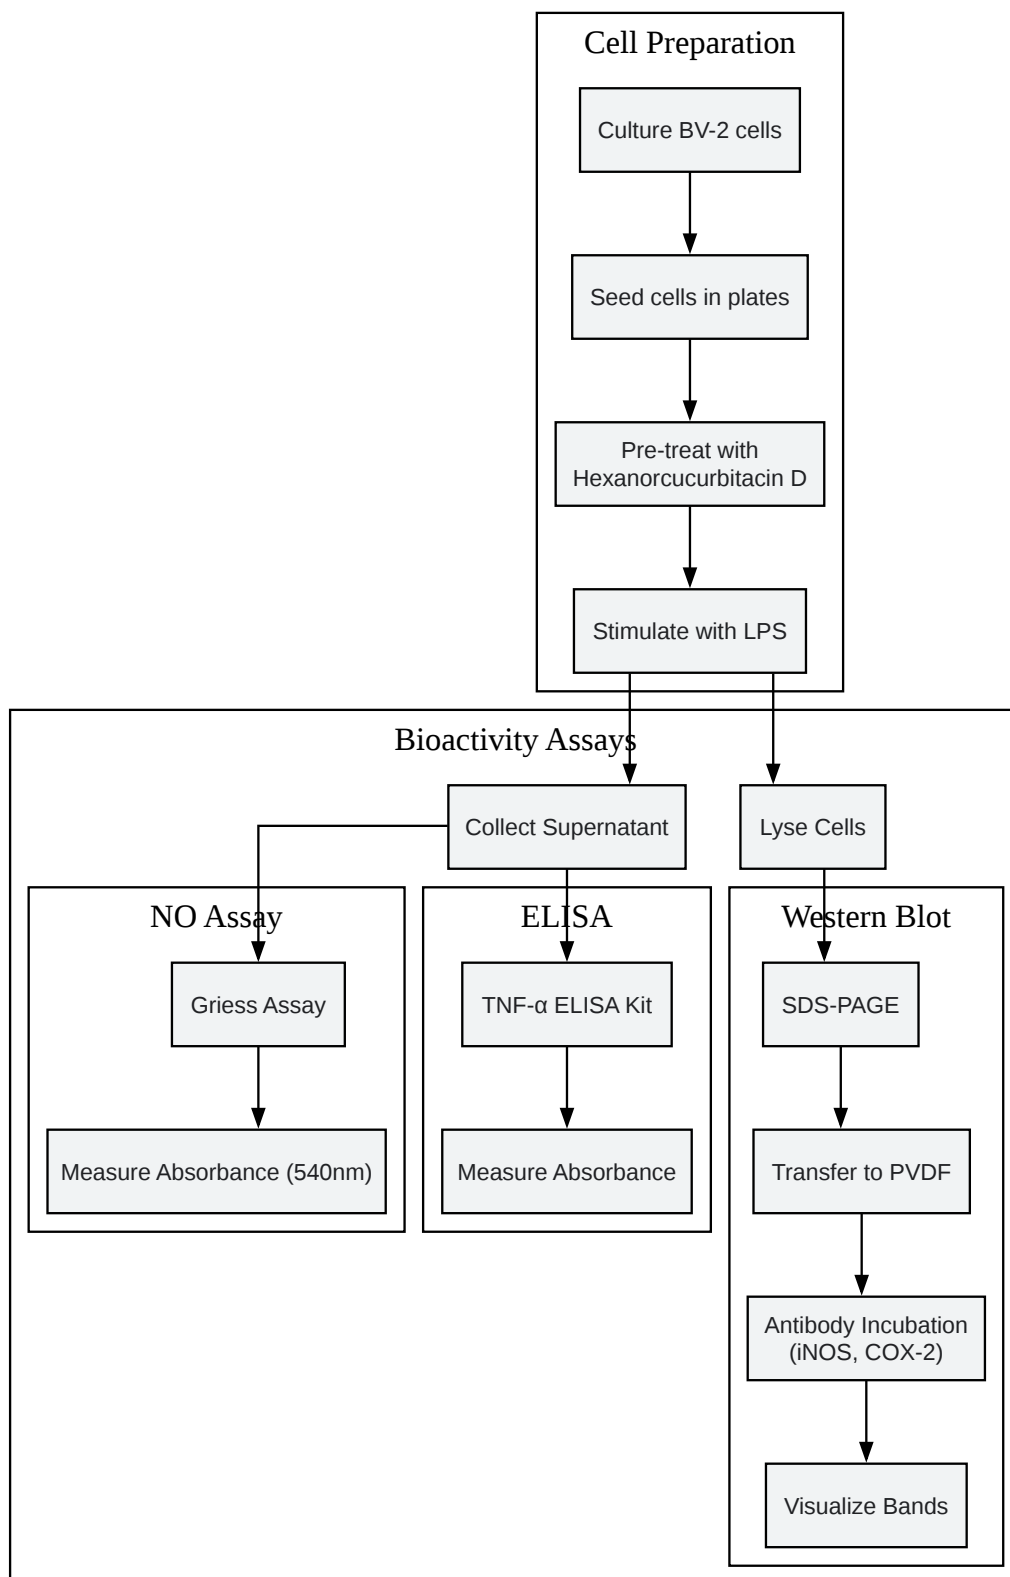 Cell Preparation
Culture BV-2 cells
Seed cells in plates
Pre-treat with
Hexanorcucurbitacin D
Stimulate with LPS
Bioactivity Assays
Collect Supernatant
Lyse Cells
NO Assay
ELISA
Western Blot
Griess Assay
TNF-α ELISA Kit
SDS-PAGE
Measure Absorbance (540nm)
Measure Absorbance
Transfer to PVDF
Antibody Incubation
(iNOS, COX-2)
Visualize Bands